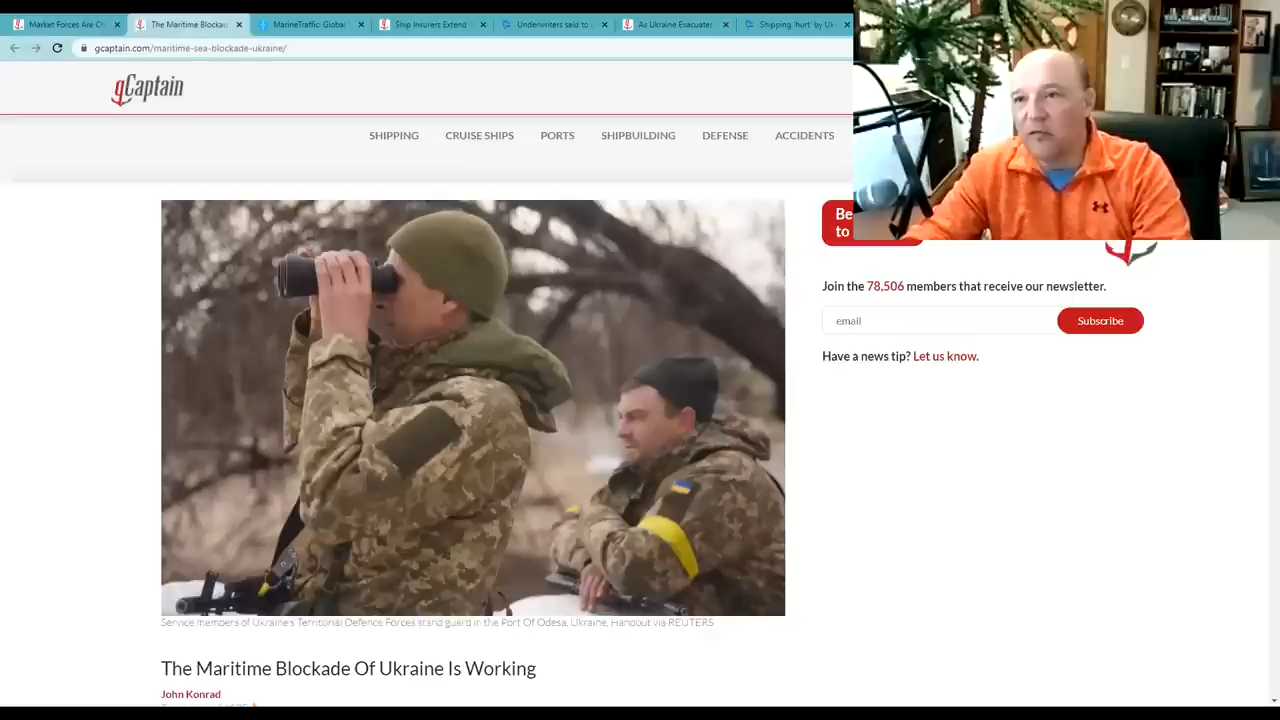 Market Forces Are Ch
The Maritime Blockad
MarineTraffic: Global
Ship Insurers Extend
Underwriters said to
As Ukraine Evacuates
Shipping 'hurt' by Uk
gcaptain.com/maritime-sea-blockade-ukraine/
gCaptain
SHIPPING CRUISE SHIPS PORTS SHIPBUILDING DEFENSE ACCIDENTS
Be
to
Join the 78,506 members that receive our newsletter.
email Subscribe
Have a news tip? Let us know.
Service members of Ukraine's Territorial Defence Forces stand guard in the Port Of Odesa, Ukraine, Handout via REUTERS
The Maritime Blockade Of Ukraine Is Working
John Konrad